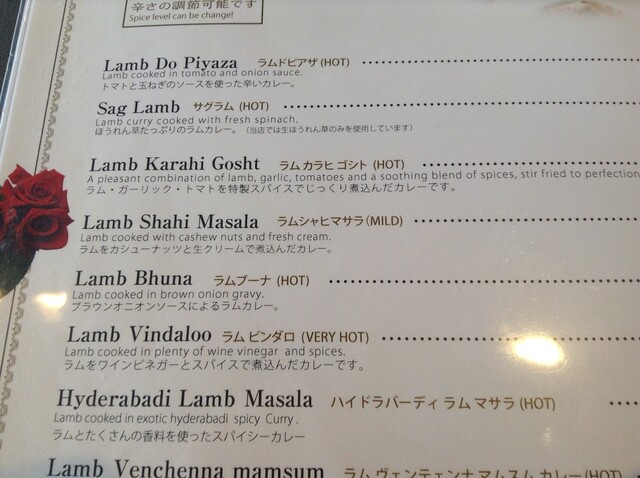 辛さの調節可能です
Spice level can be change!
Lamb Do Piyaza ラムドピアザ (HOT)
Lamb cooked in tomato and onion sauce.
トマトと玉ねぎのソースを使った辛いカレー。
Sag Lamb サグラム (HOT)
Lamb curry cooked with fresh spinach.
ほうれん草たっぷりのラムカレー。（当店では生ほうれん草のみを使用しています）
Lamb Karahi Gosht ラム カラヒ ゴシト (HOT)
A pleasant combination of lamb, garlic, tomatoes and a soothing blend of spices, stir fried to perfection
ラム・ガーリック・トマトを特製スパイスでじっくり煮込んだカレーです。
Lamb Shahi Masala ラムシャヒマサラ(MILD)
Lamb cooked with cashew nuts and fresh cream.
ラムをカシューナッツと生クリームで煮込んだカレー。
Lamb Bhuna ラムブーナ (HOT)
Lamb cooked in brown onion gravy.
ブラウンオニオンソースによるラムカレー。
Lamb Vindaloo ラム ビンダロ (VERY HOT)
Lamb cooked in plenty of wine vinegar and spices.
ラムをワインビネガーとスパイスで煮込んだカレーです。
Hyderabadi Lamb Masala ハイドラバーディ ラム マサラ (HOT)
Lamb cooked in exotic hyderabadi spicy Curry .
ラムとたくさんの香料を使ったスパイシーカレー
Lamb Venchenna mamsum ラム ヴェンチェンナ マムスム カレー (HOT)